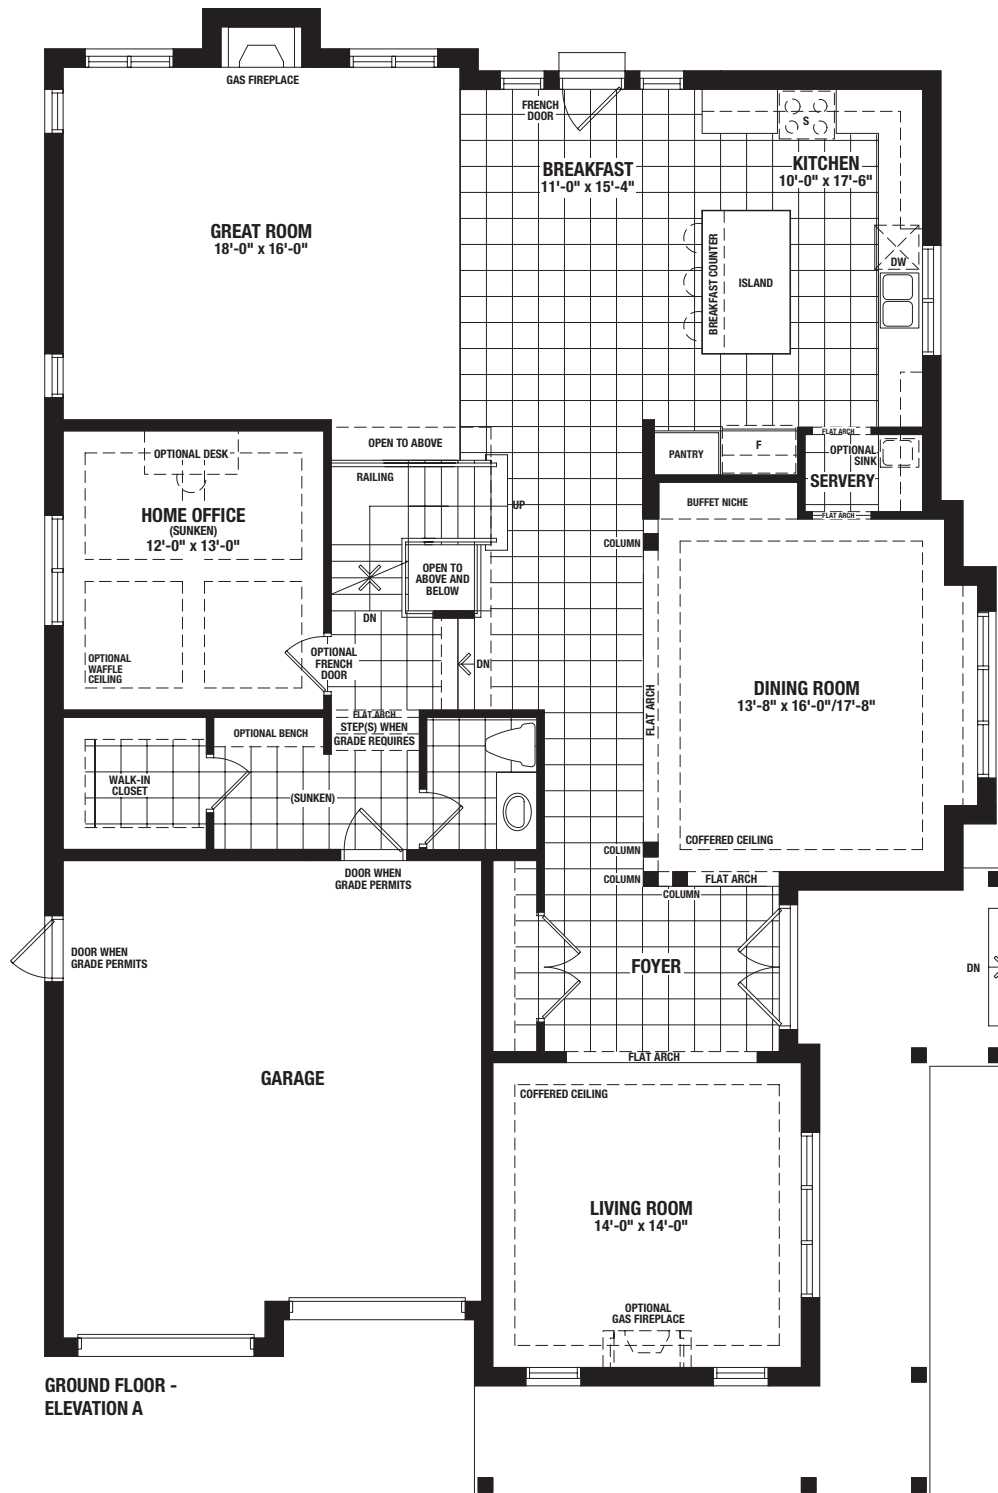 GAS FIREPLACE
FRENCH
DOOR
S
BREAKFAST
11'-0" x 15'-4"
KITCHEN
10'-0" x 17'-6"
GREAT ROOM
18'-0" x 16'-0"
BREAKFAST COUNTER
ISLAND
DW
OPEN TO ABOVE
RAILING
UP
PANTRY
F
FLAT ARCH
OPTIONAL
SINK
SERVERY
FLAT ARCH
BUFFET NICHE
OPTIONAL DESK
HOME OFFICE
(SUNKEN)
12'-0" x 13'-0"
COLUMN
OPEN TO
ABOVE AND
BELOW
DN
OPTIONAL
WAFFLE
CEILING
OPTIONAL
FRENCH
DOOR
DN
FLAT ARCH
DINING ROOM
13'-8" x 16'-0"/17'-8"
FLAT ARCH
STEP(S) WHEN
GRADE REQUIRES
OPTIONAL BENCH
WALK-IN
CLOSET
(SUNKEN)
COFFERED CEILING
COLUMN
COLUMN
FLAT ARCH
COLUMN
DOOR WHEN
GRADE PERMITS
DOOR WHEN
GRADE PERMITS
FOYER
DN
FLAT ARCH
GARAGE
COFFERED CEILING
LIVING ROOM
14'-0" x 14'-0"
OPTIONAL
GAS FIREPLACE
GROUND FLOOR -
ELEVATION A